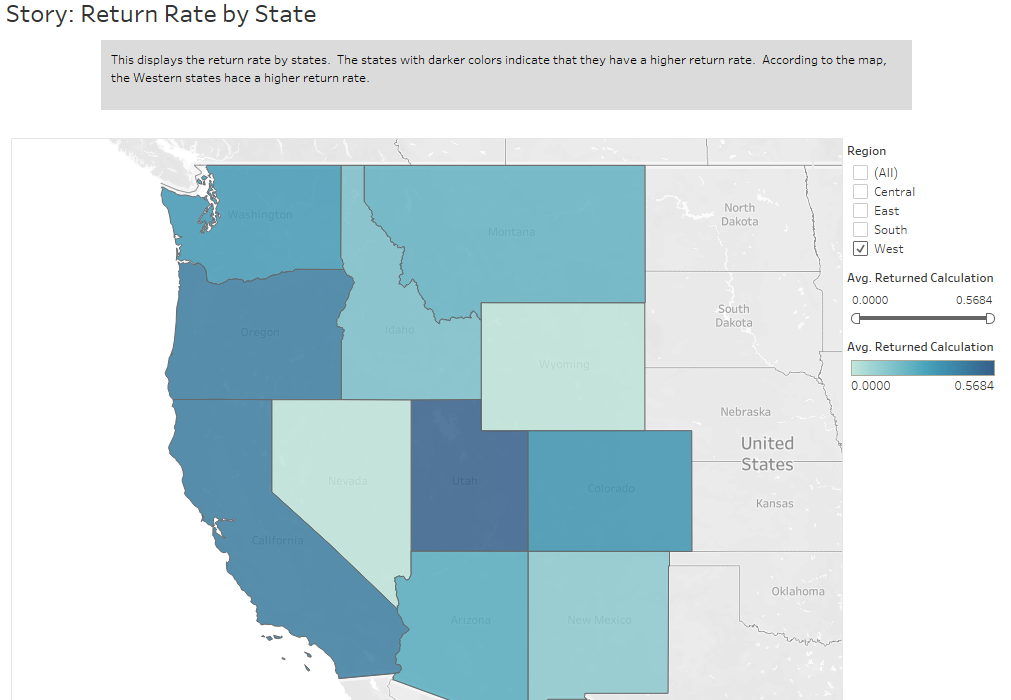 Story: Return Rate by State
This displays the return rate by states.  The states with darker colors indicate that they have a higher return rate.  According to the map,
the Western states hace a higher return rate.
Region
(All)
Central
East
South
West
Avg. Returned Calculation
0.0000 0.5684
Avg. Returned Calculation
0.0000 0.5684
Washington
Montana
North
Dakota
Oregon
Idaho
South
Dakota
Wyoming
Nebraska
United
States
Nevada
Utah
Colorado
Kansas
California
Arizona
New Mexico
Oklahoma